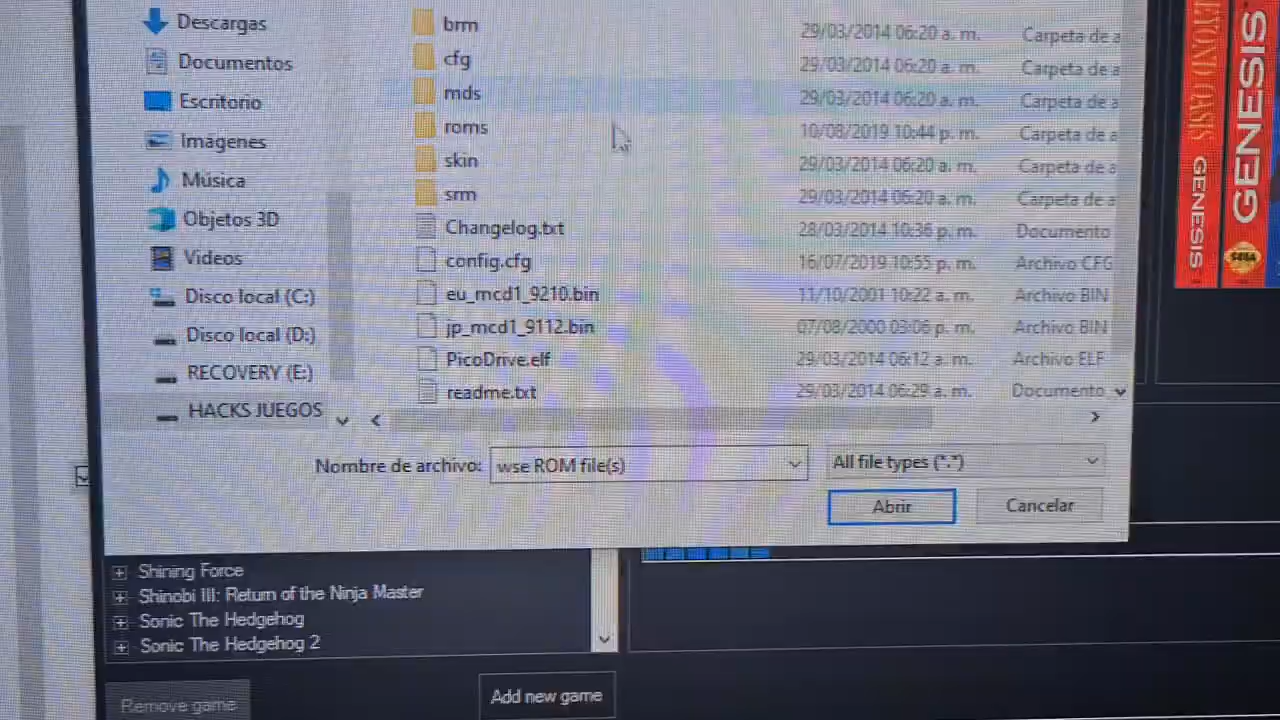 Descargas
Documentos
Escritorio
Imágenes
Música
Objetos 3D
Videos
Disco local (C:)
Disco local (D:)
RECOVERY (E:)
HACKS JUEGOS
brm 29/03/2014 06:20 a. m. Carpeta de a
cfg 29/03/2014 06:20 a. m. Carpeta de a
mds 29/03/2014 06:20 a. m. Carpeta de a
roms 10/08/2019 10:44 p. m. Carpeta de a
skin 29/03/2014 06:20 a. m. Carpeta de a
srm 29/03/2014 06:20 a. m. Carpeta de a
Changelog.txt 28/03/2014 10:36 p. m. Documento
config.cfg 16/07/2019 10:55 p. m. Archivo CFG
eu_mcd1_9210.bin 11/10/2001 10:22 a. m. Archivo BIN
jp_mcd1_9112.bin 07/08/2000 03:06 p. m. Archivo BIN
PicoDrive.elf 29/03/2014 06:12 a. m. Archivo ELF
readme.txt 29/03/2014 06:29 a. m. Documento
Nombre de archivo: wse ROM file(s) All file types (*.*)
Abrir Cancelar
Shining Force
Shinobi III: Return of the Ninja Master
Sonic The Hedgehog
Sonic The Hedgehog 2
Remove game Add new game
OASIS
GENESIS
GENESIS
SEGA